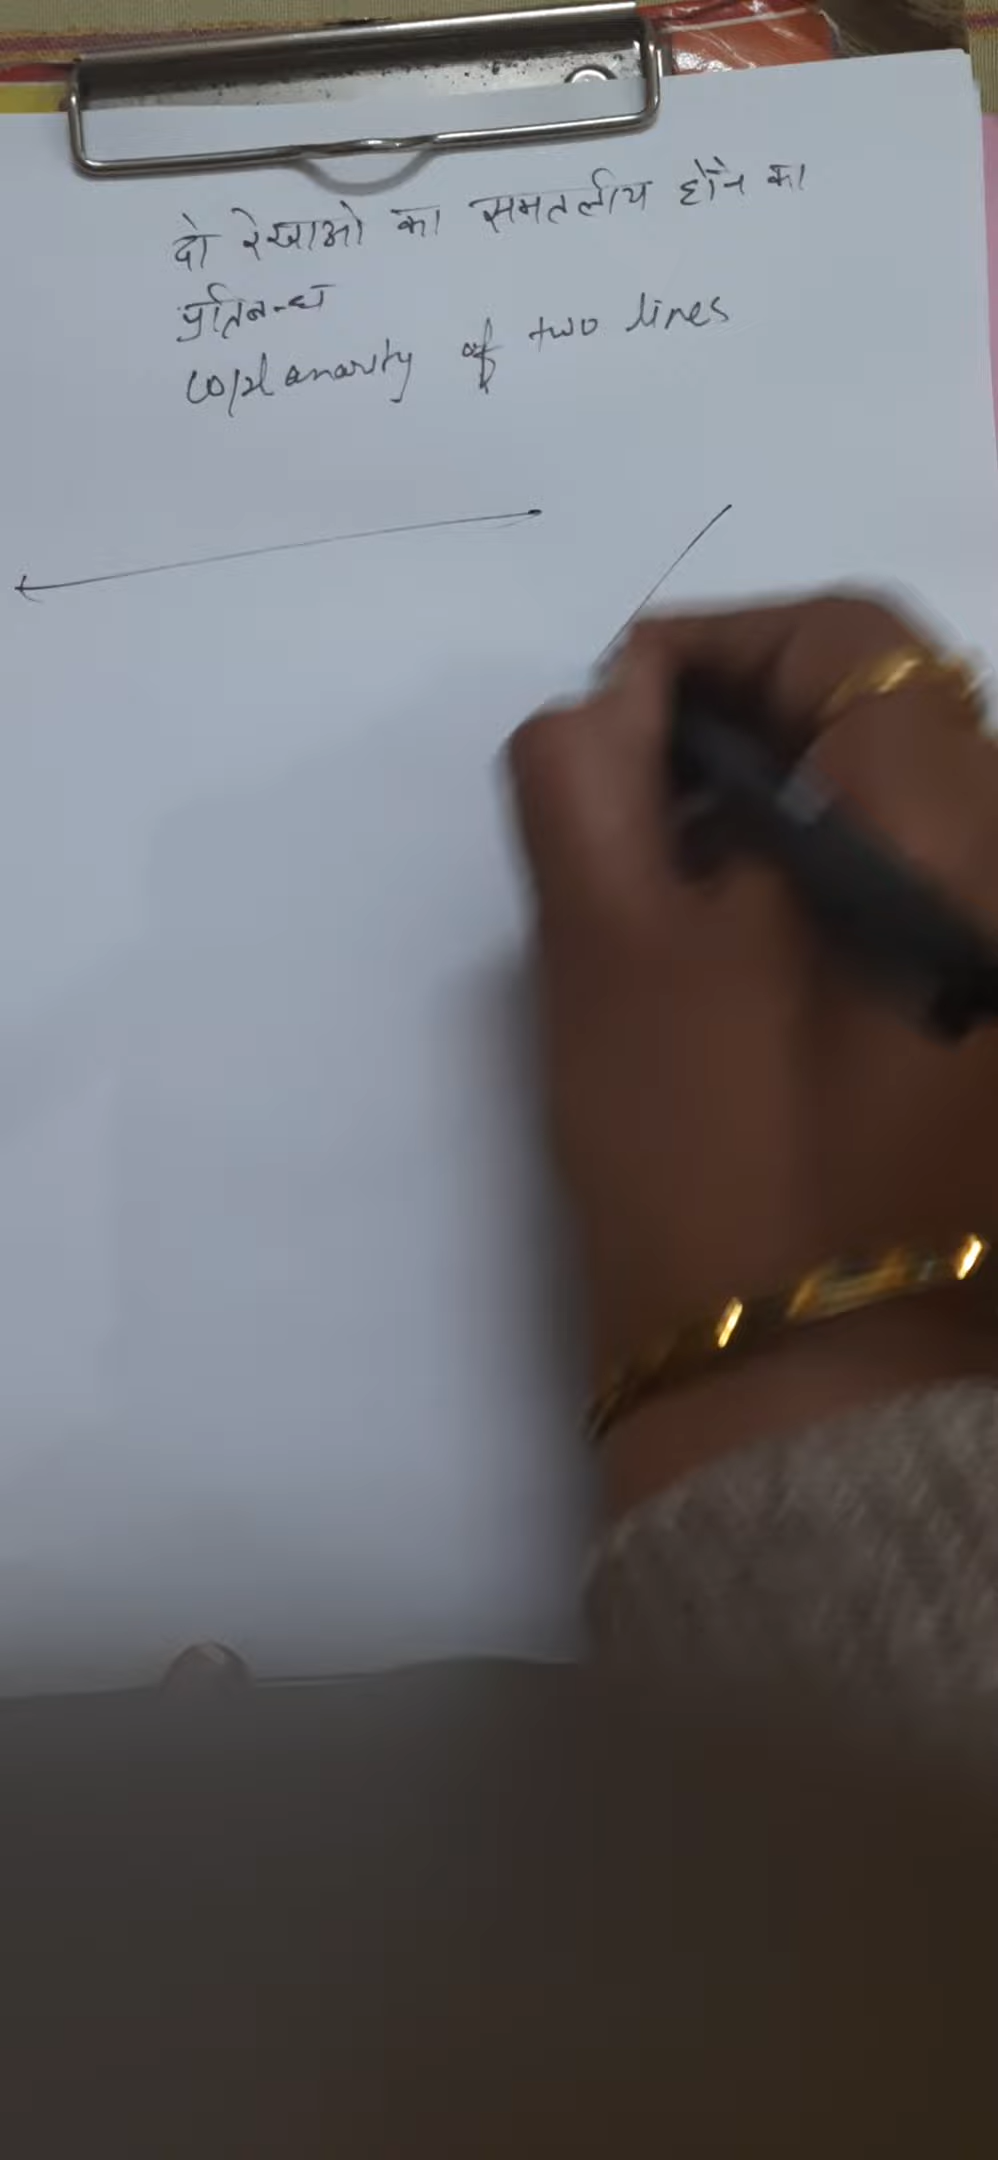 दो रेखाओ का समतलीय होने का
प्रतिबन्ध
coplanarity of two lines